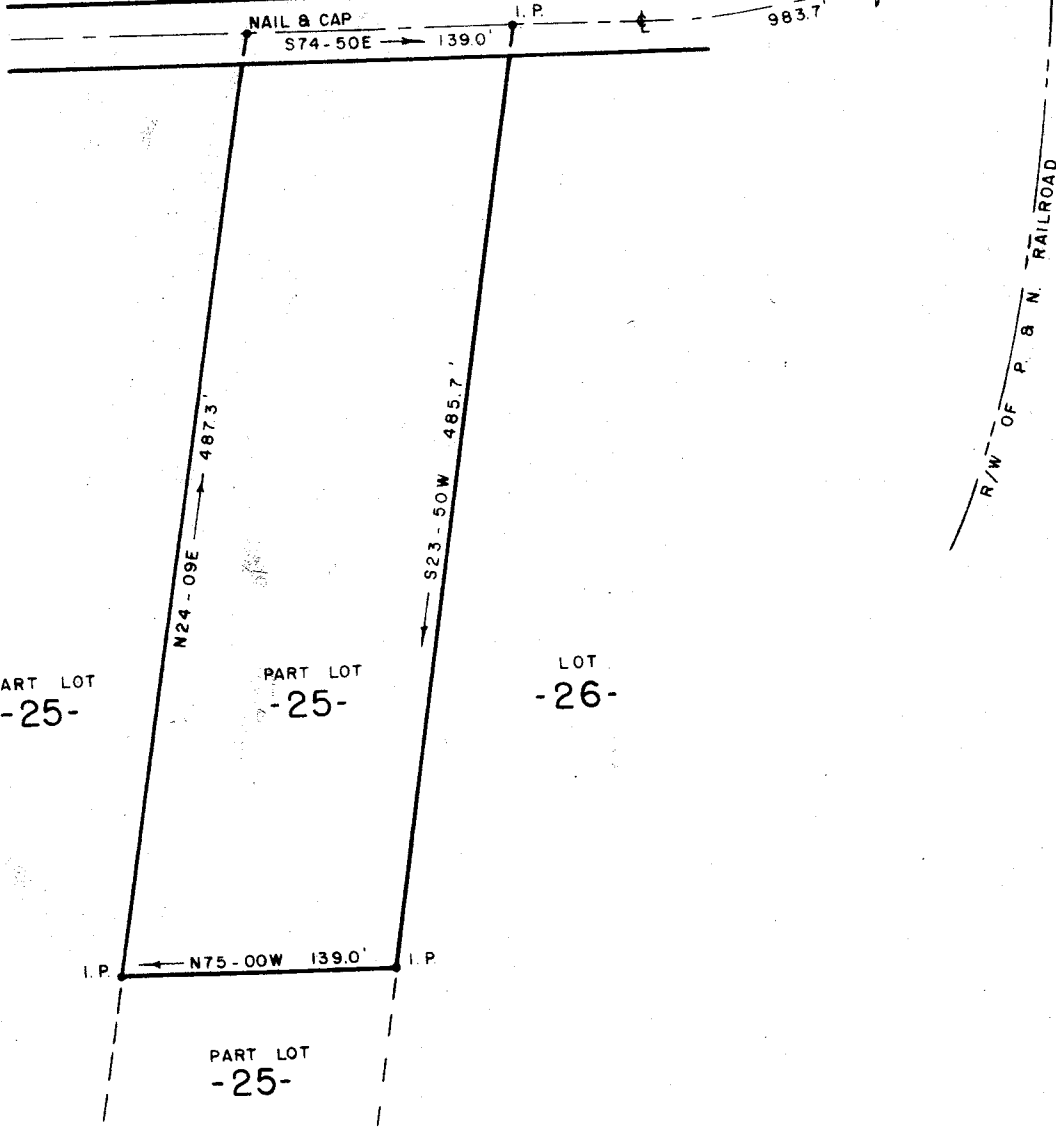 NAIL & CAP
I. P.
S74-50E 139.0'
983.7'
R/W OF P. & N. RAILROAD
N24-09E 487.3'
S23-50W 485.7'
ART LOT
-25-
PART LOT
-25-
LOT
-26-
I. P.
N75-00W 139.0'
I. P.
PART LOT
-25-